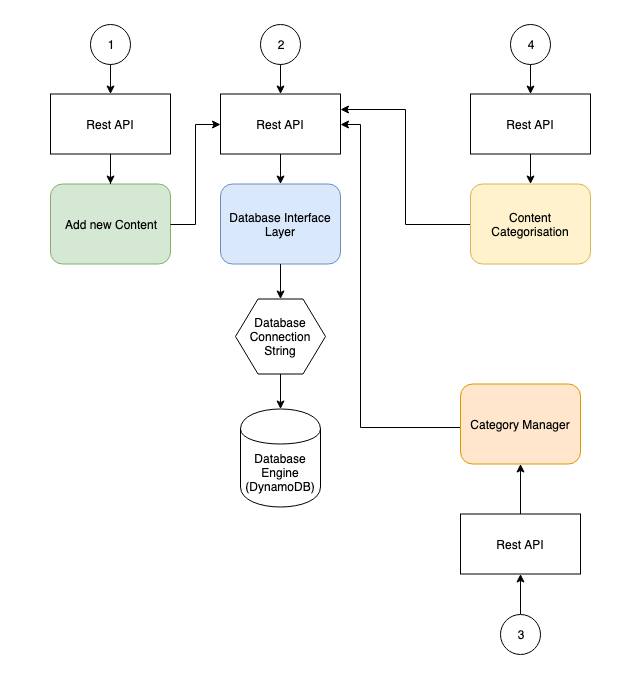 1
2
4
Rest API
Rest API
Rest API
Add new Content
Database Interface
Layer
Content
Categorisation
Database
Connection
String
Category Manager
Database
Engine
(DynamoDB)
Rest API
3